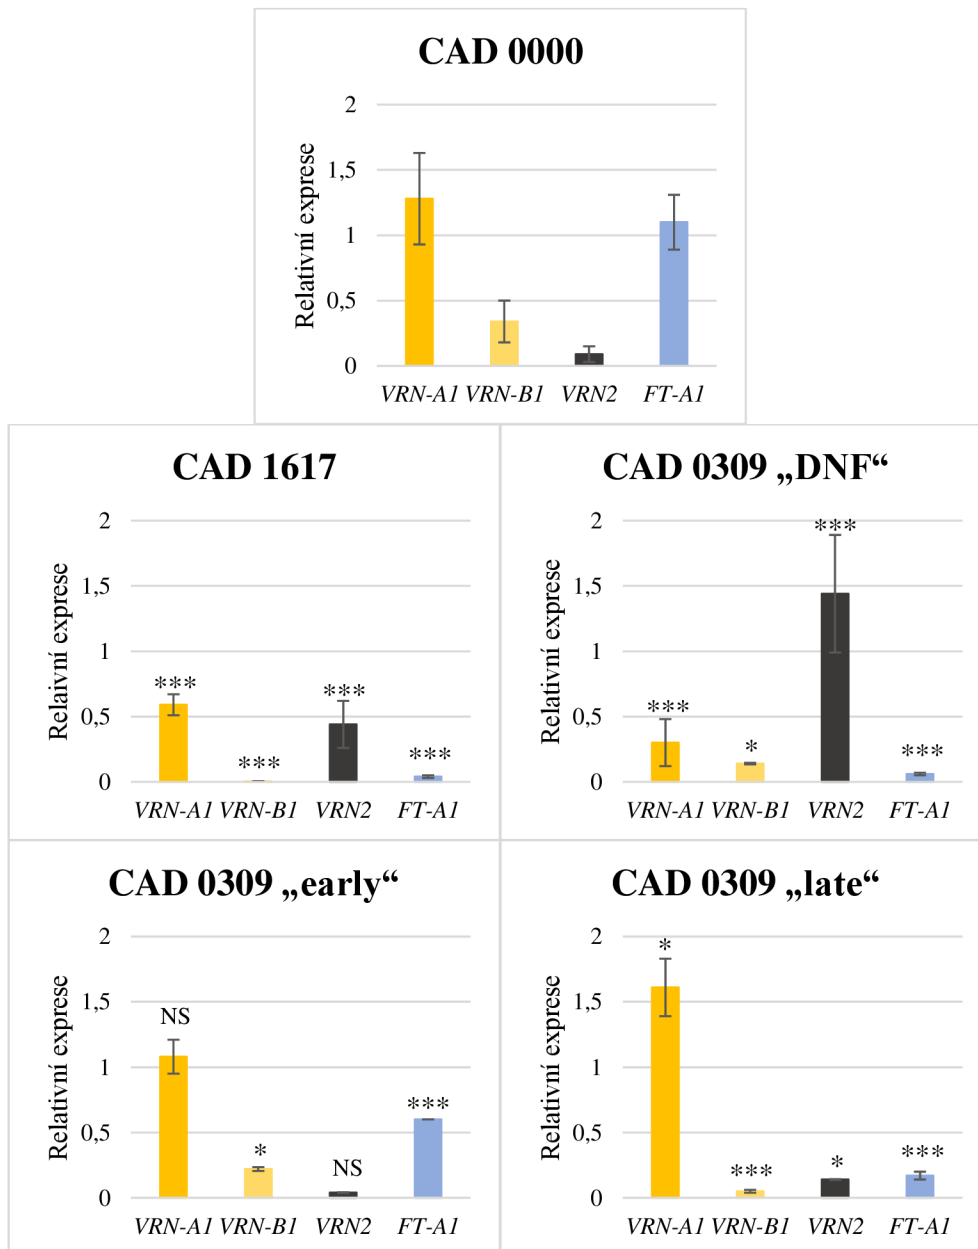 CAD 0000
Relativní exprese
2
1,5
1
0,5
0
VRN-A1 VRN-B1 VRN2 FT-A1
CAD 1617
Relaivní exprese
2
1,5
1
0,5
0
*** *** *** ***
VRN-A1 VRN-B1 VRN2 FT-A1
CAD 0309 „DNF“
Relativní exprese
2
1,5
1
0,5
0
*** * *** ***
VRN-A1 VRN-B1 VRN2 FT-A1
CAD 0309 „early“
Relativní exprese
2
1,5
1
0,5
0
NS * NS ***
VRN-A1 VRN-B1 VRN2 FT-A1
CAD 0309 „late“
Relativní exprese
2
1,5
1
0,5
0
* *** * ***
VRN-A1 VRN-B1 VRN2 FT-A1